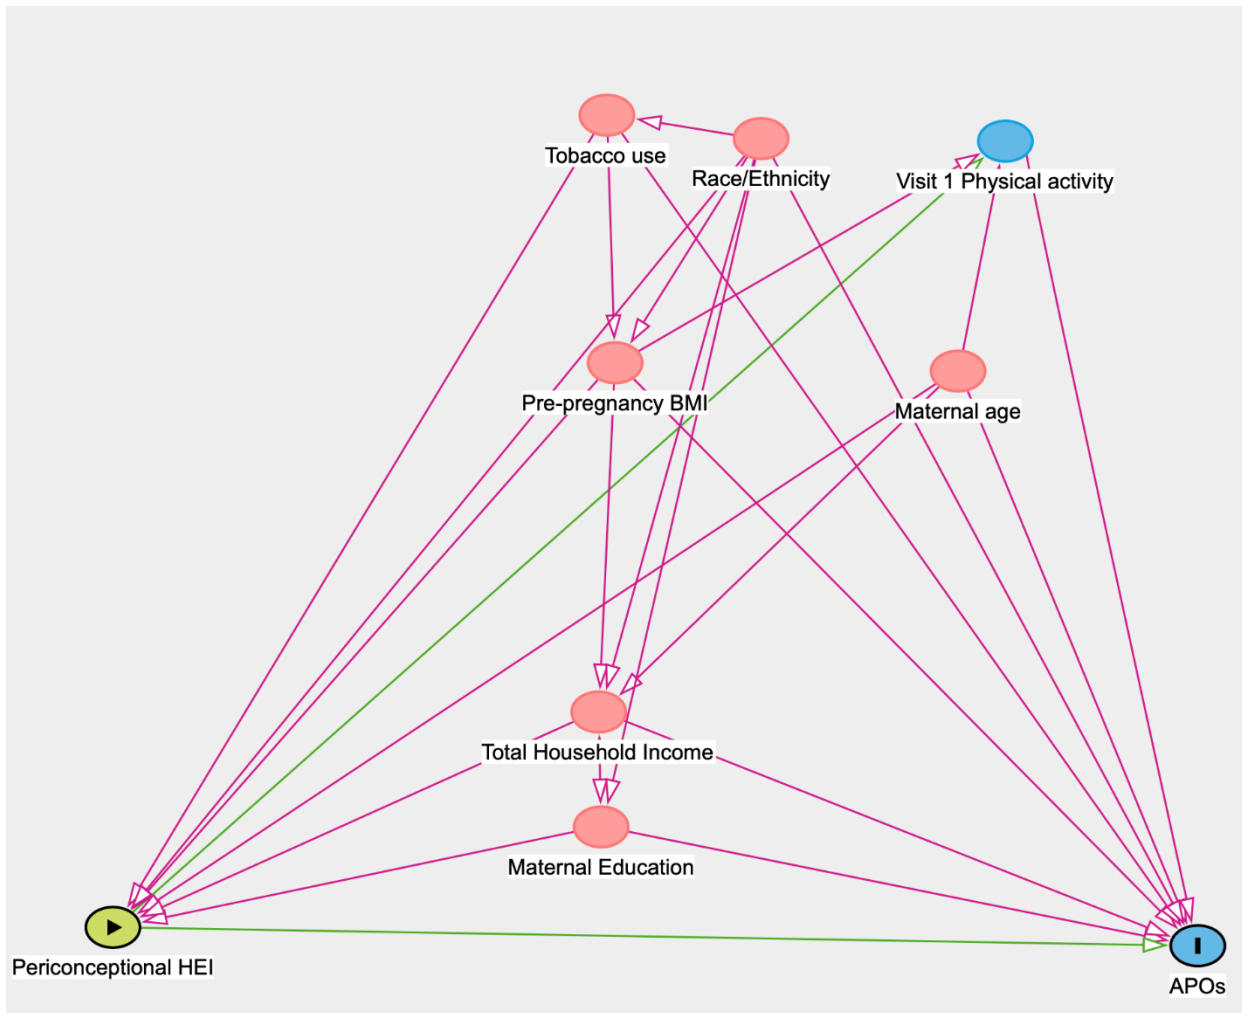 Tobacco use
Race/Ethnicity
Visit 1 Physical activity
Pre-pregnancy BMI
Maternal age
Total Household Income
Maternal Education
Periconceptional HEI
APOs